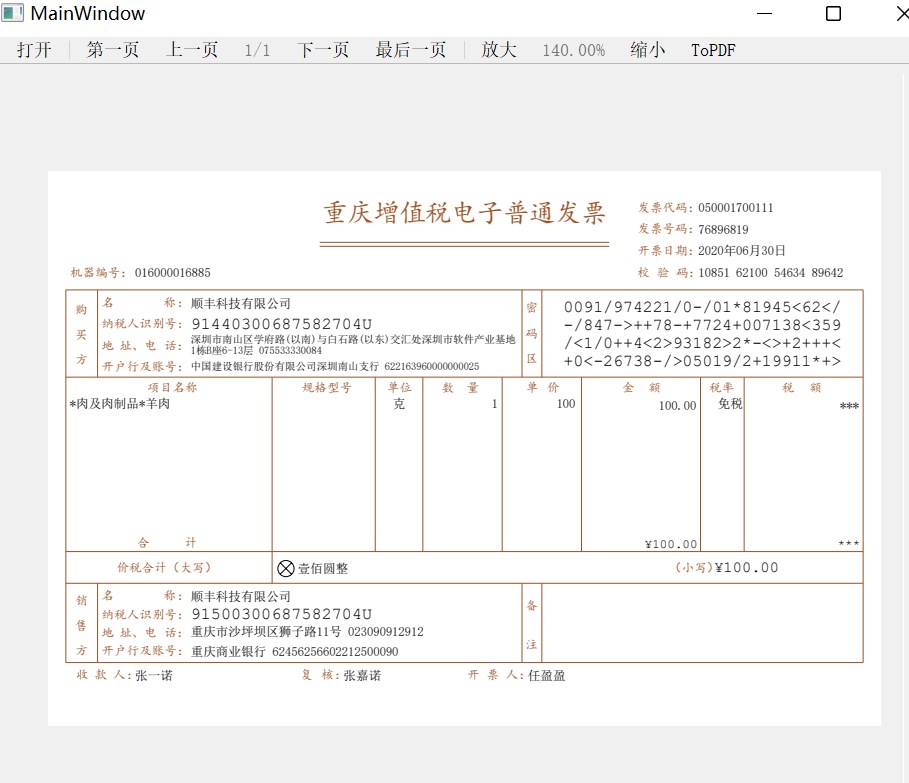 MainWindow
打开 第一页 上一页 1/1 下一页 最后一页 放大 140.00% 缩小 ToPDF
重庆增值税电子普通发票
发票代码: 050001700111
发票号码: 76896819
开票日期: 2020年06月30日
机器编号: 016000016885
校 验 码: 10851 62100 54634 89642
购买方
名 称: 顺丰科技有限公司
纳税人识别号: 91440300687582704U
地 址、电 话: 深圳市南山区学府路(以南)与白石路(以东)交汇处深圳市软件产业基地
1栋B座6-13层 075533330084
开户行及账号: 中国建设银行股份有限公司深圳南山支行 622163960000000025
密码区
0091/974221/0-/01*81945<62</
-/847->++78-+7724+007138<359
/<1/0++4<2>93182>2*-<>+2+++<
+0<-26738-/>05019/2+19911*+>
项目名称 规格型号 单位 数 量 单 价 金 额 税率 税 额
*肉及肉制品*羊肉 克 1 100 100.00 免税 ***
合 计 ¥100.00 ***
价税合计（大写） 壹佰圆整 （小写）¥100.00
销售方
名 称: 顺丰科技有限公司
纳税人识别号: 91500300687582704U
地 址、电 话: 重庆市沙坪坝区狮子路11号 023090912912
开户行及账号: 重庆商业银行 62456256602212500090
备注
收 款 人: 张一诺 复 核: 张嘉诺 开 票 人: 任盈盈